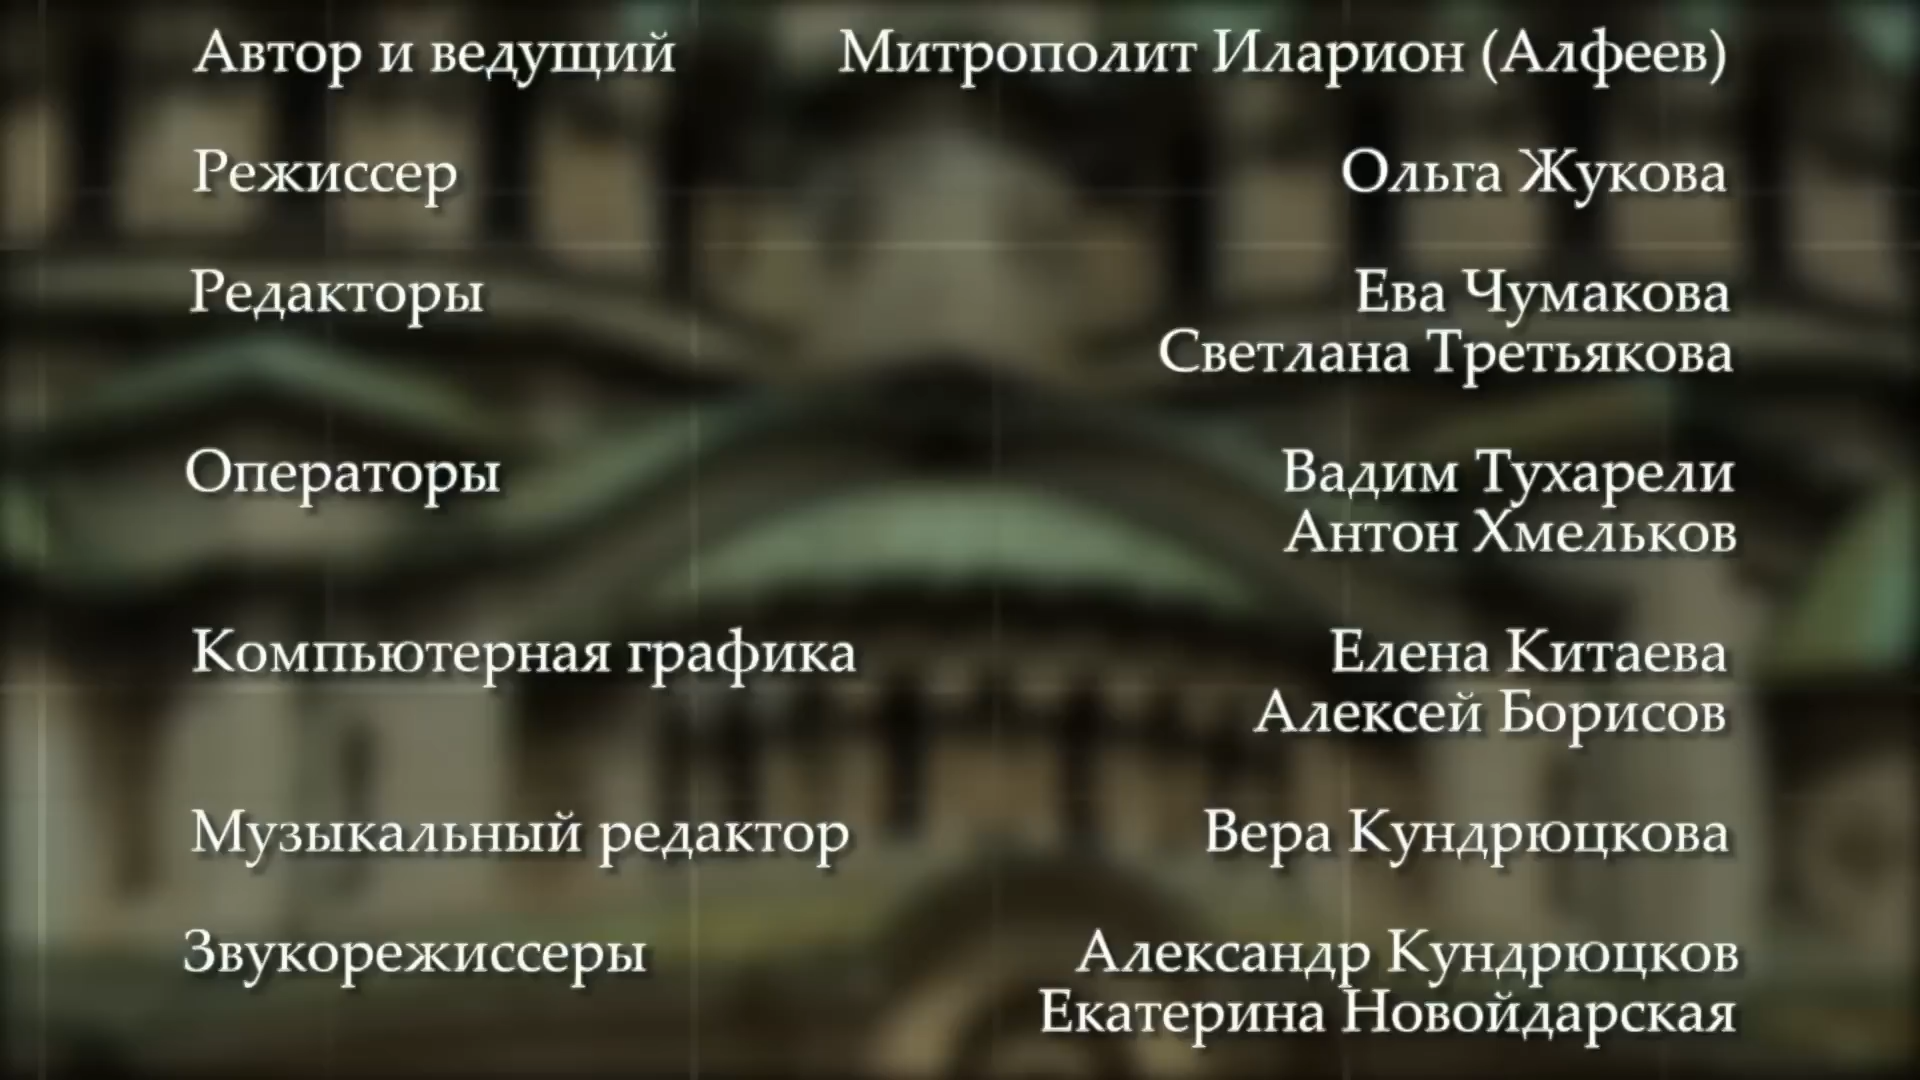 Автор и ведущий Митрополит Иларион (Алфеев)
Режиссер Ольга Жукова
Редакторы Ева Чумакова
Светлана Третьякова
Операторы Вадим Тухарели
Антон Хмельков
Компьютерная графика Елена Китаева
Алексей Борисов
Музыкальный редактор Вера Кундрюцкова
Звукорежиссеры Александр Кундрюцков
Екатерина Новойдарская